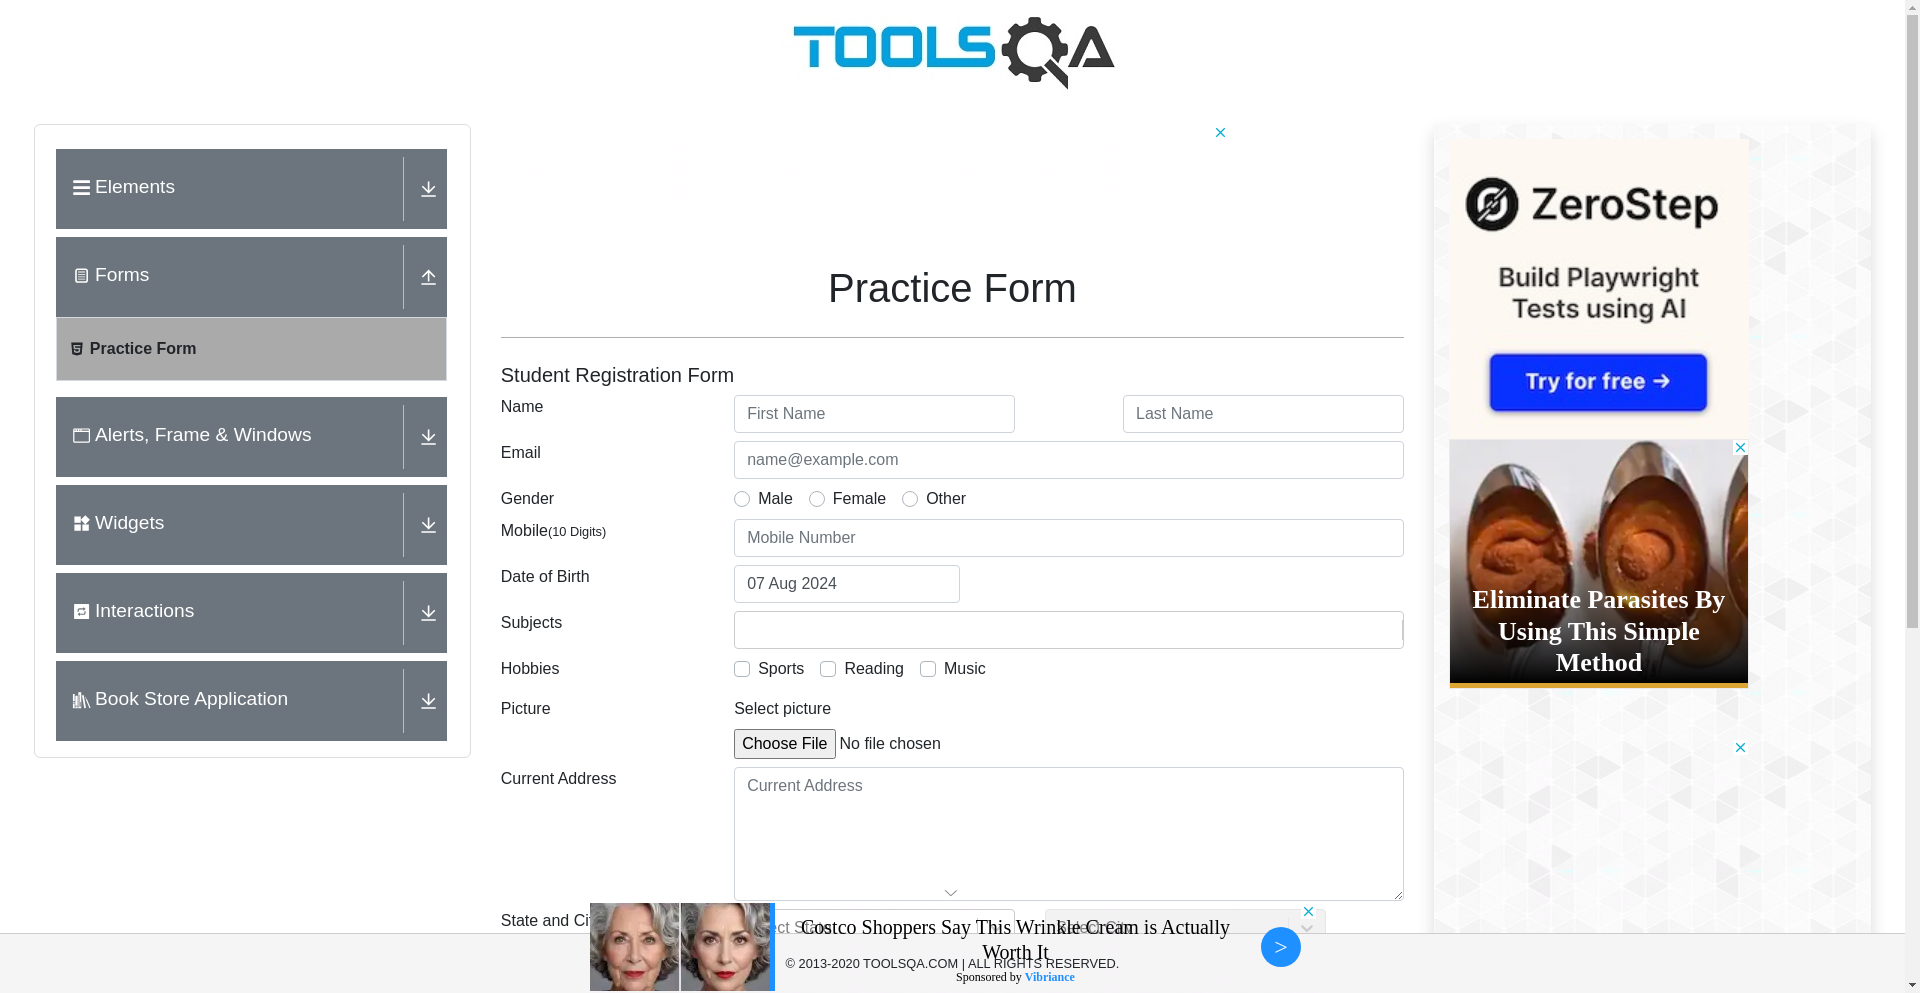 TOOLSQA
Elements
Forms
Practice Form
Alerts, Frame & Windows
Widgets
Interactions
Book Store Application
Practice Form
Student Registration Form
Name
First Name
Last Name
Email
name@example.com
Gender
Male
Female
Other
Mobile(10 Digits)
Mobile Number
Date of Birth
07 Aug 2024
Subjects
Hobbies
Sports
Reading
Music
Picture
Select picture
Choose File No file chosen
Current Address
Current Address
State and
Costco Shoppers Say This Wrinkle Cream is Actually
Worth It
Sponsored by Vibriance
>
© 2013-2020 TOOLSQA.COM | ALL RIGHTS RESERVED.
ZeroStep
Build Playwright
Tests using AI
Try for free →
Eliminate Parasites By
Using This Simple
Method